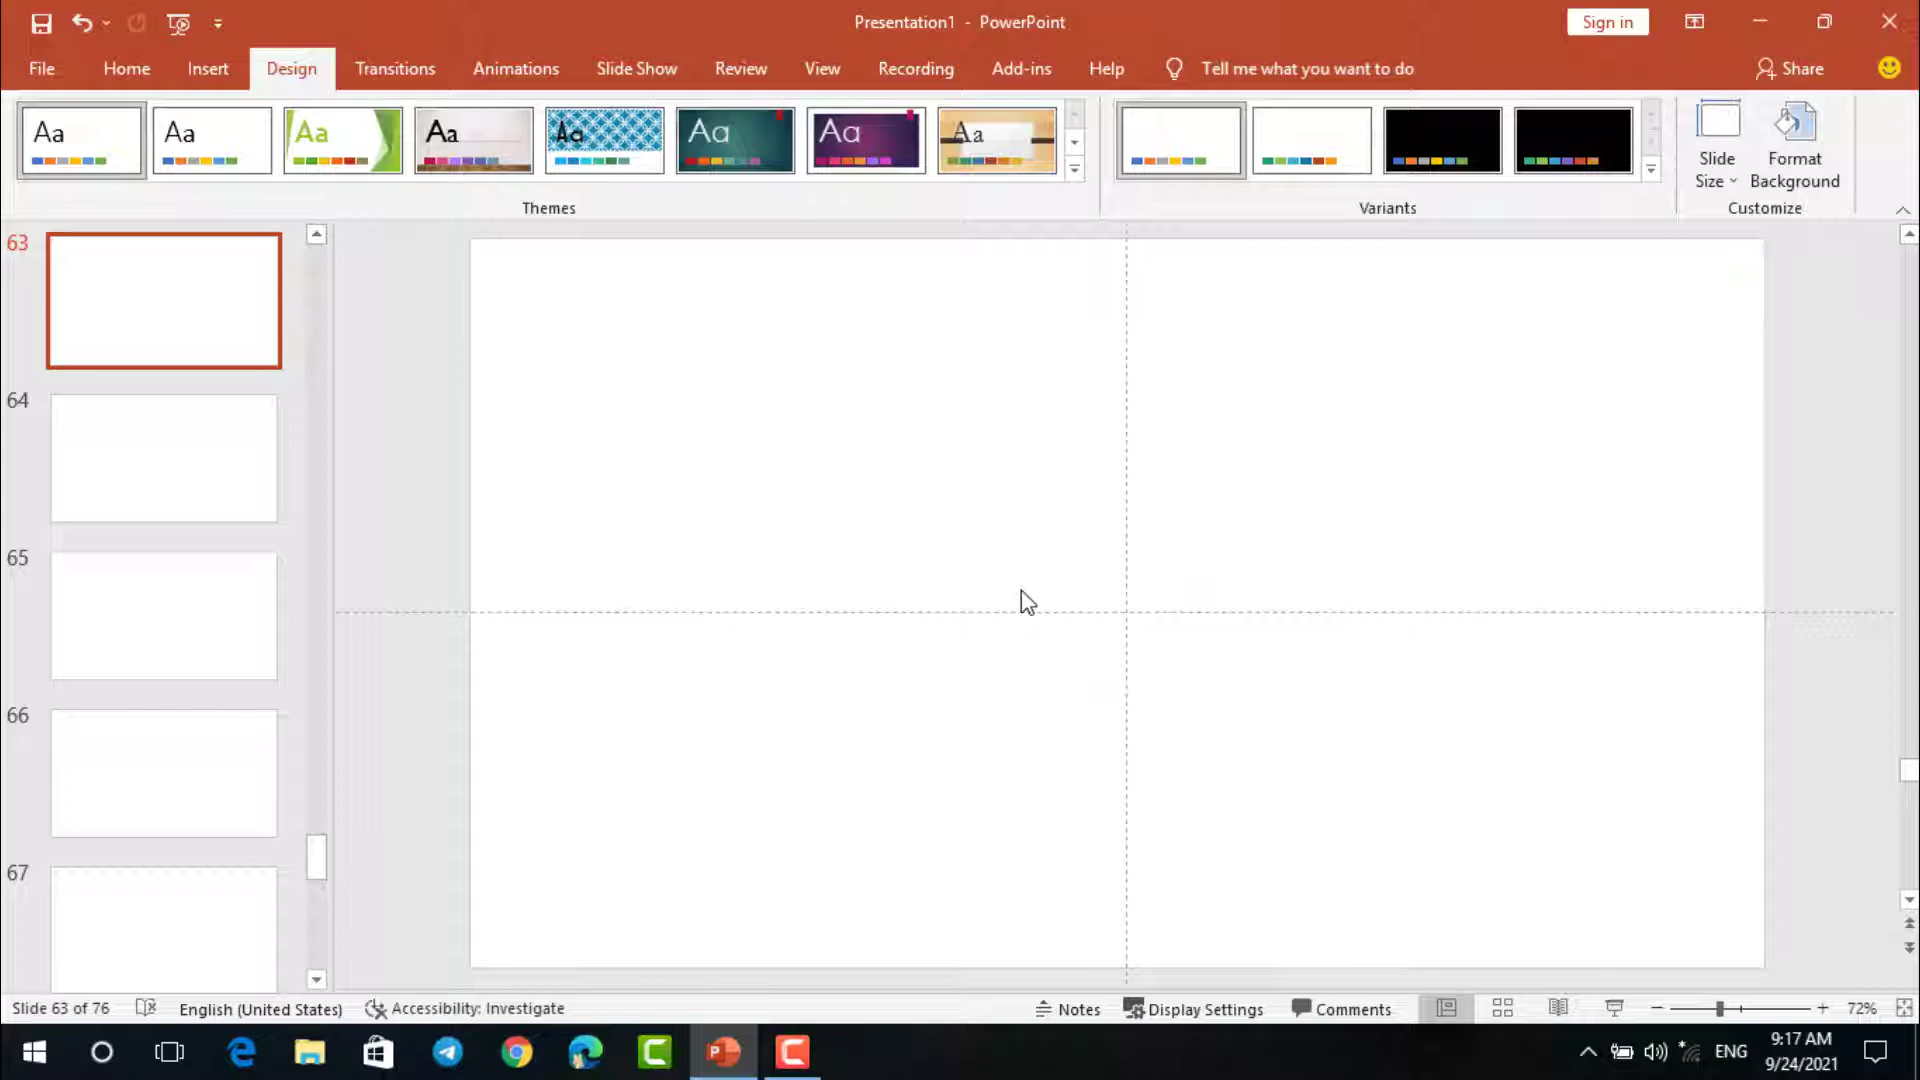 Presentation1 - PowerPoint
Sign in
File Home Insert Design Transitions Animations Slide Show Review View Recording Add-ins Help Tell me what you want to do Share
Aa Aa Aa Aa Aa Aa Aa Aa
Slide Size
Format Background
Themes Variants Customize
63
64
65
66
67
Slide 63 of 76 English (United States) Accessibility: Investigate Notes Display Settings Comments 72%
ENG
9:17 AM
9/24/2021